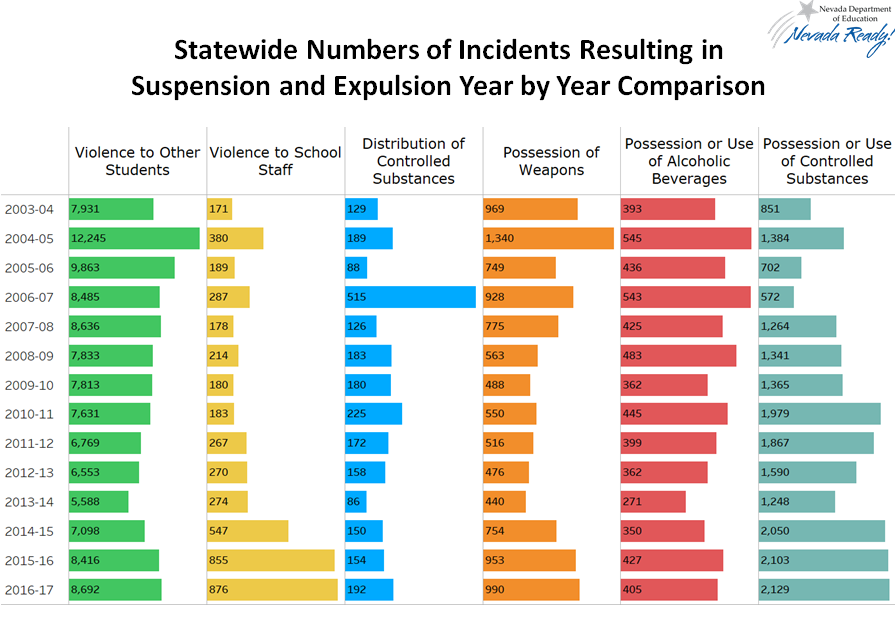 Nevada Department
of Education
Nevada Ready!
Statewide Numbers of Incidents Resulting in
Suspension and Expulsion Year by Year Comparison
Violence to Other
Students
Violence to School
Staff
Distribution of
Controlled
Substances
Possession of
Weapons
Possession or Use
of Alcoholic
Beverages
Possession or Use
of Controlled
Substances
2003-04 7,931 171 129 969 393 851
2004-05 12,245 380 189 1,340 545 1,384
2005-06 9,863 189 88 749 436 702
2006-07 8,485 287 515 928 543 572
2007-08 8,636 178 126 775 425 1,264
2008-09 7,833 214 183 563 483 1,341
2009-10 7,813 180 180 488 362 1,365
2010-11 7,631 183 225 550 445 1,979
2011-12 6,769 267 172 516 399 1,867
2012-13 6,553 270 158 476 362 1,590
2013-14 5,588 274 86 440 271 1,248
2014-15 7,098 547 150 754 350 2,050
2015-16 8,416 855 154 953 427 2,103
2016-17 8,692 876 192 990 405 2,129